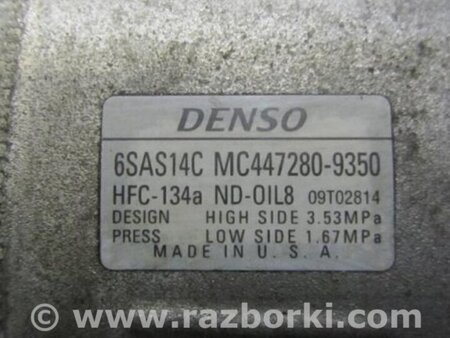 DENSO
6SAS14C MC447280-9350
HFC-134a ND-OIL8 09T02814
DESIGN HIGH SIDE 3.53MPa
PRESS LOW SIDE 1.67MPa
MADE IN U.S.A.
© www.razborki.com